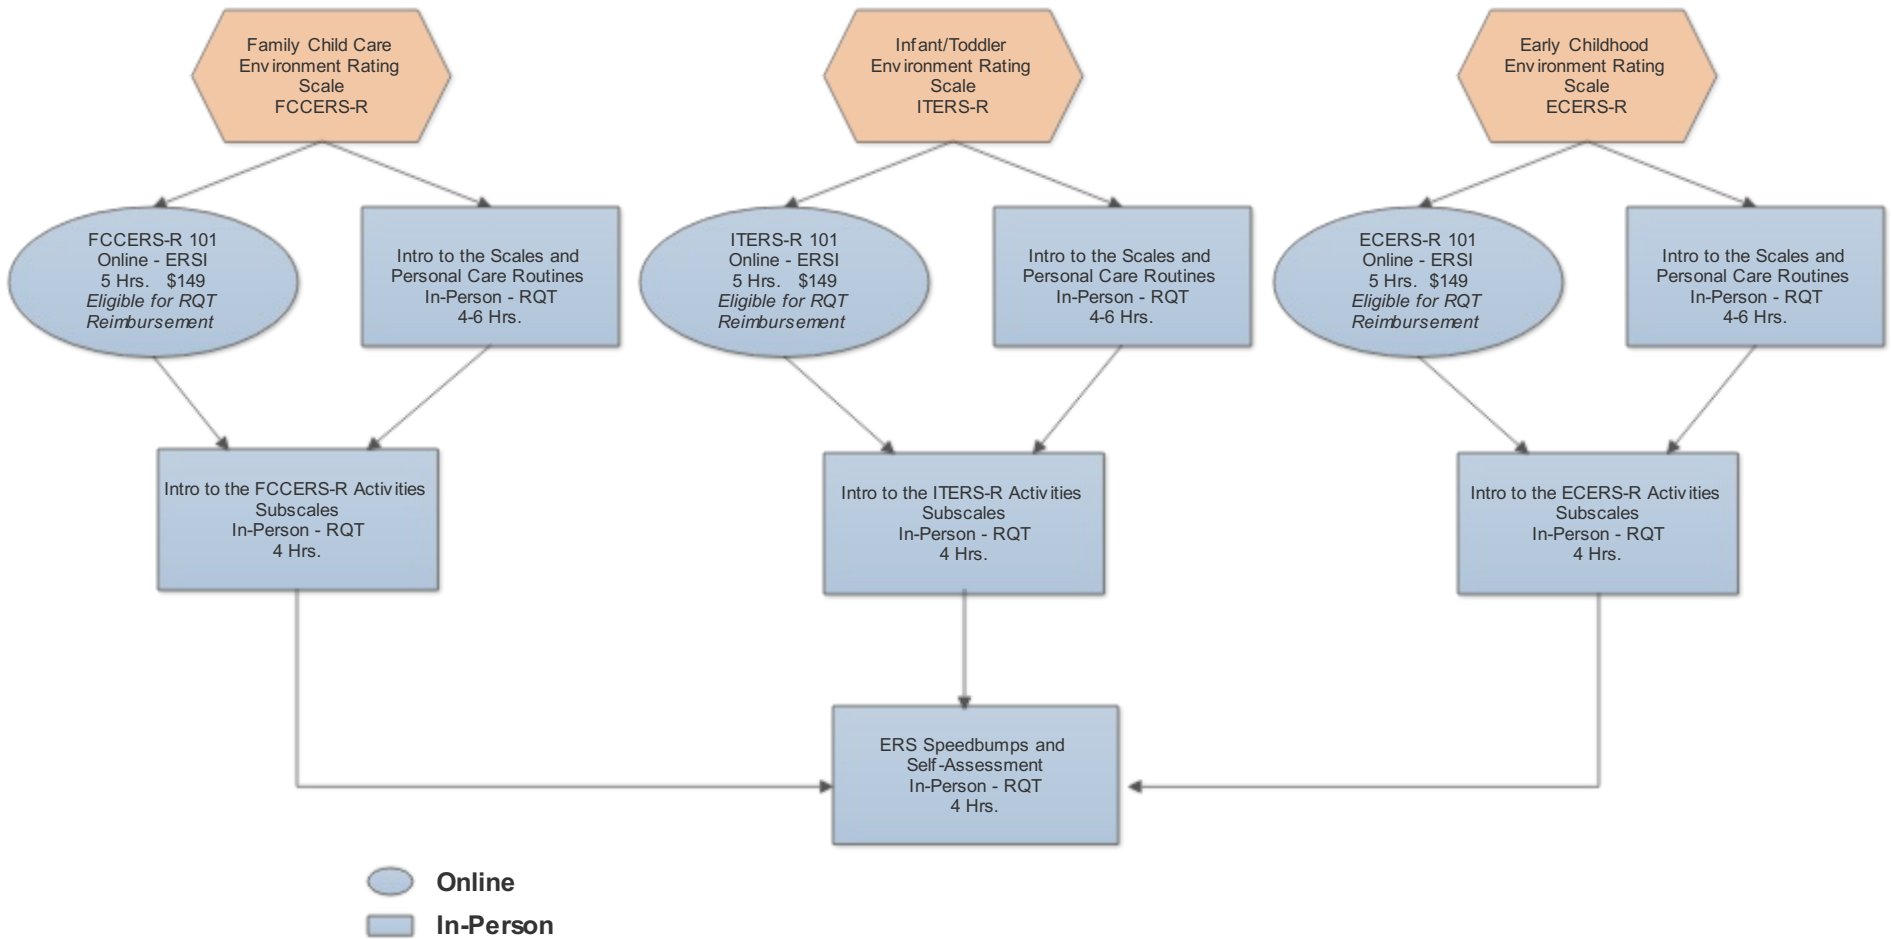 Family Child Care
Environment Rating
Scale
FCCERS-R
Infant/Toddler
Environment Rating
Scale
ITERS-R
Early Childhood
Environment Rating
Scale
ECERS-R
FCCERS-R 101
Online - ERSI
5 Hrs. $149
Eligible for RQT
Reimbursement
Intro to the Scales and
Personal Care Routines
In-Person - RQT
4-6 Hrs.
ITERS-R 101
Online - ERSI
5 Hrs. $149
Eligible for RQT
Reimbursement
Intro to the Scales and
Personal Care Routines
In-Person - RQT
4-6 Hrs.
ECERS-R 101
Online - ERSI
5 Hrs. $149
Eligible for RQT
Reimbursement
Intro to the Scales and
Personal Care Routines
In-Person - RQT
4-6 Hrs.
Intro to the FCCERS-R Activities
Subscales
In-Person - RQT
4 Hrs.
Intro to the ITERS-R Activities
Subscales
In-Person - RQT
4 Hrs.
Intro to the ECERS-R Activities
Subscales
In-Person - RQT
4 Hrs.
ERS Speedbumps and
Self-Assessment
In-Person - RQT
4 Hrs.
Online
In-Person